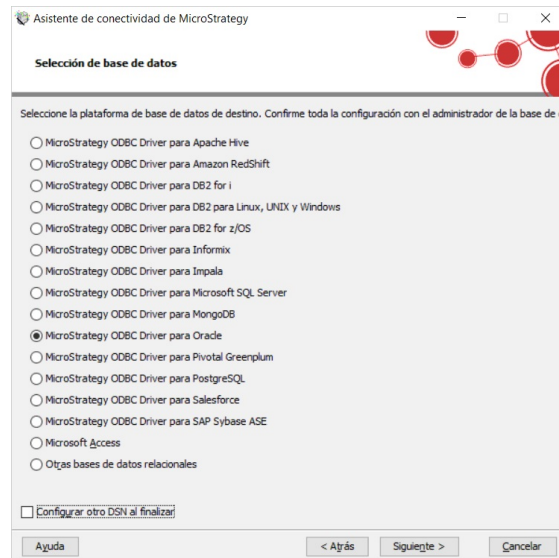 Asistente de conectividad de MicroStrategy
Selección de base de datos
Seleccione la plataforma de base de datos de destino. Confirme toda la configuración con el administrador de la base de
MicroStrategy ODBC Driver para Apache Hive
MicroStrategy ODBC Driver para Amazon RedShift
MicroStrategy ODBC Driver para DB2 for i
MicroStrategy ODBC Driver para DB2 para Linux, UNIX y Windows
MicroStrategy ODBC Driver para DB2 for z/OS
MicroStrategy ODBC Driver para Informix
MicroStrategy ODBC Driver para Impala
MicroStrategy ODBC Driver para Microsoft SQL Server
MicroStrategy ODBC Driver para MongoDB
MicroStrategy ODBC Driver para Oracle
MicroStrategy ODBC Driver para Pivotal Greenplum
MicroStrategy ODBC Driver para PostgreSQL
MicroStrategy ODBC Driver para Salesforce
MicroStrategy ODBC Driver para SAP Sybase ASE
Microsoft Access
Otras bases de datos relacionales
Configurar otro DSN al finalizar
Ayuda
< Atrás
Siguiente >
Cancelar